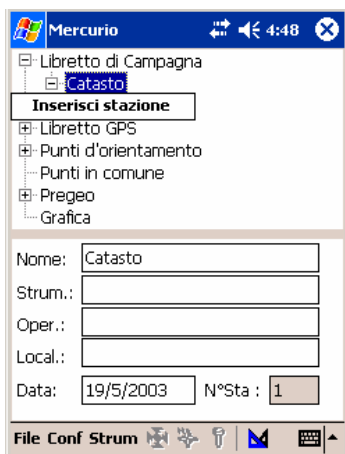 Mercurio 4:48
Libretto di Campagna
Catasto
Inserisci stazione
Libretto GPS
Punti d'orientamento
Punti in comune
Pregeo
Grafica
Nome: Catasto
Strum.:
Oper.:
Local.:
Data: 19/5/2003 N°Sta : 1
File Conf Strum